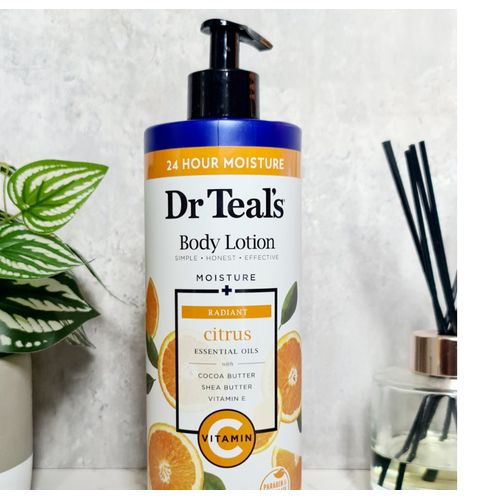 24 HOUR MOISTURE
Dr Teal's
Body Lotion
SIMPLE • HONEST • EFFECTIVE
MOISTURE
+
RADIANT
citrus
ESSENTIAL OILS
with
COCOA BUTTER
SHEA BUTTER
VITAMIN E
C
VITAMIN
PARABEN &